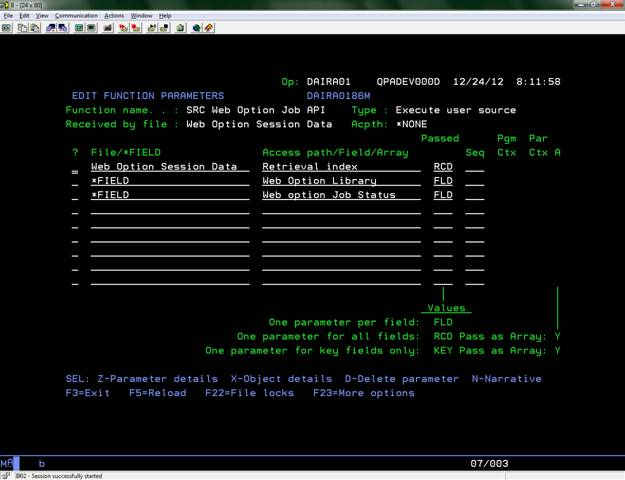 B - [24 x 80]
File Edit View Communication Actions Window Help
Op: DAIRA01 QPADEV000D 12/24/12 8:11:58
EDIT FUNCTION PARAMETERS DAIRA0186M
Function name. . : SRC Web Option Job API Type : Execute user source
Received by file : Web Option Session Data Acpth: *NONE
Passed Pgm Par
? File/*FIELD Access path/Field/Array Seq Ctx Ctx A
Web Option Session Data Retrieval index RCD
*FIELD Web Option Library FLD
*FIELD Web option Job Status FLD
Values
One parameter per field: FLD
One parameter for all fields: RCD Pass as Array: Y
One parameter for key fields only: KEY Pass as Array: Y
SEL: Z-Parameter details X-Object details D-Delete parameter N-Narrative
F3=Exit F5=Reload F22=File locks F23=More options
MA b 07/003
I902 - Session successfully started